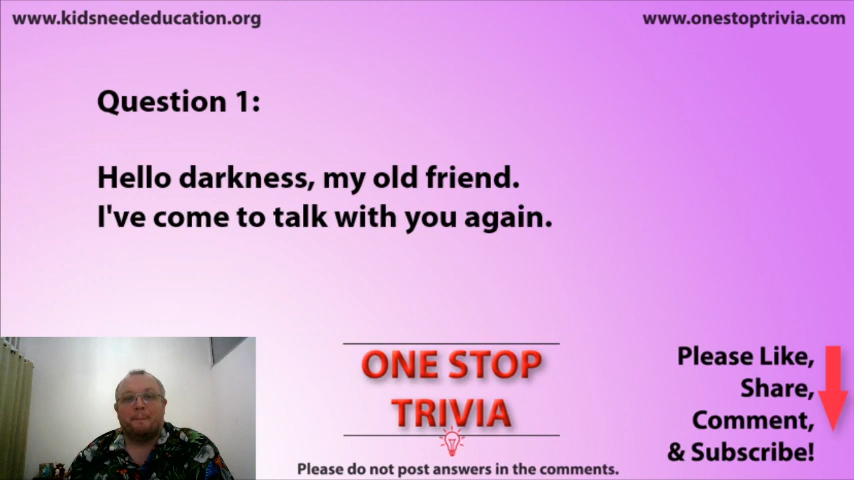 www.kidsneededucation.org
www.onestoptrivia.com
Question 1:
Hello darkness, my old friend.
I've come to talk with you again.
ONE STOP
TRIVIA
Please do not post answers in the comments.
Please Like,
Share,
Comment,
& Subscribe!